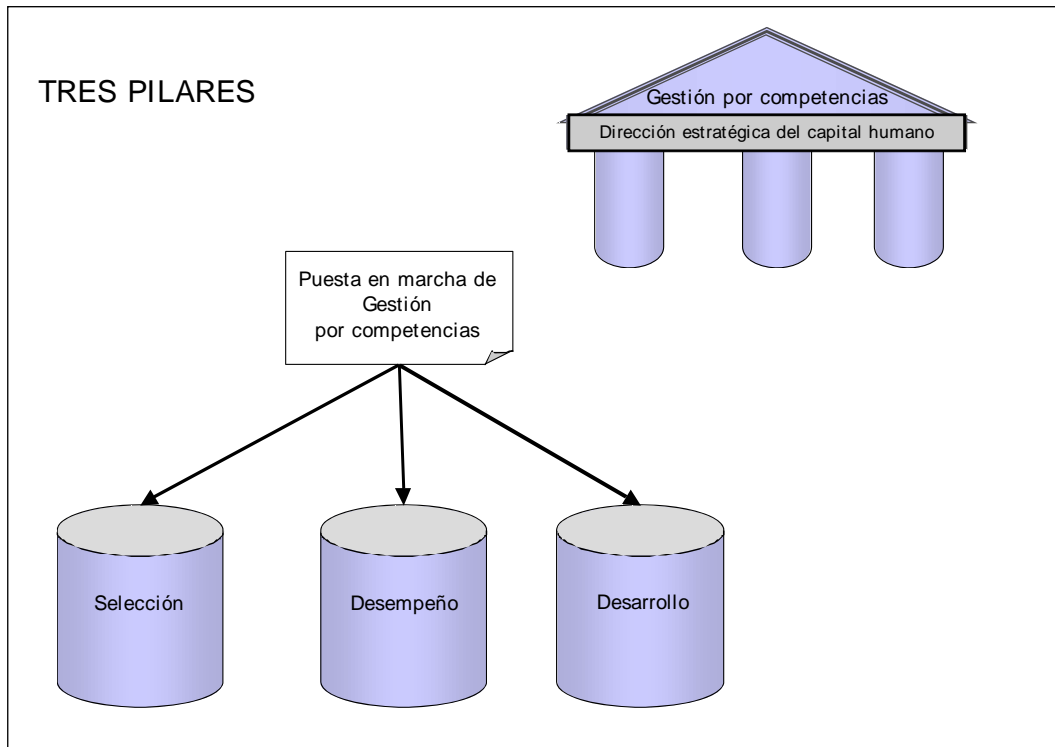 TRES PILARES
Gestión por competencias
Dirección estratégica del capital humano
Puesta en marcha de
Gestión
por competencias
Selección
Desempeño
Desarrollo